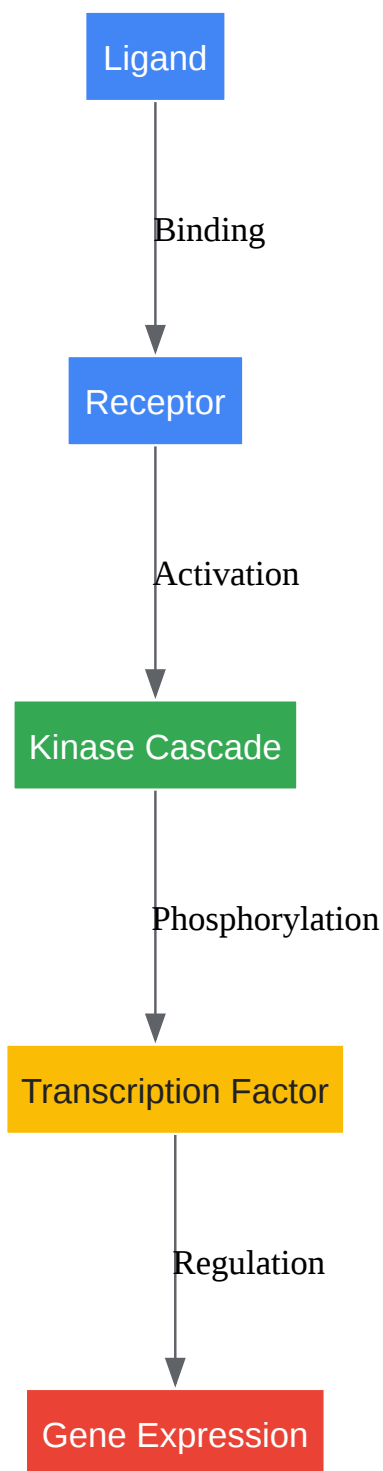 Ligand
Binding
Receptor
Activation
Kinase Cascade
Phosphorylation
Transcription Factor
Regulation
Gene Expression